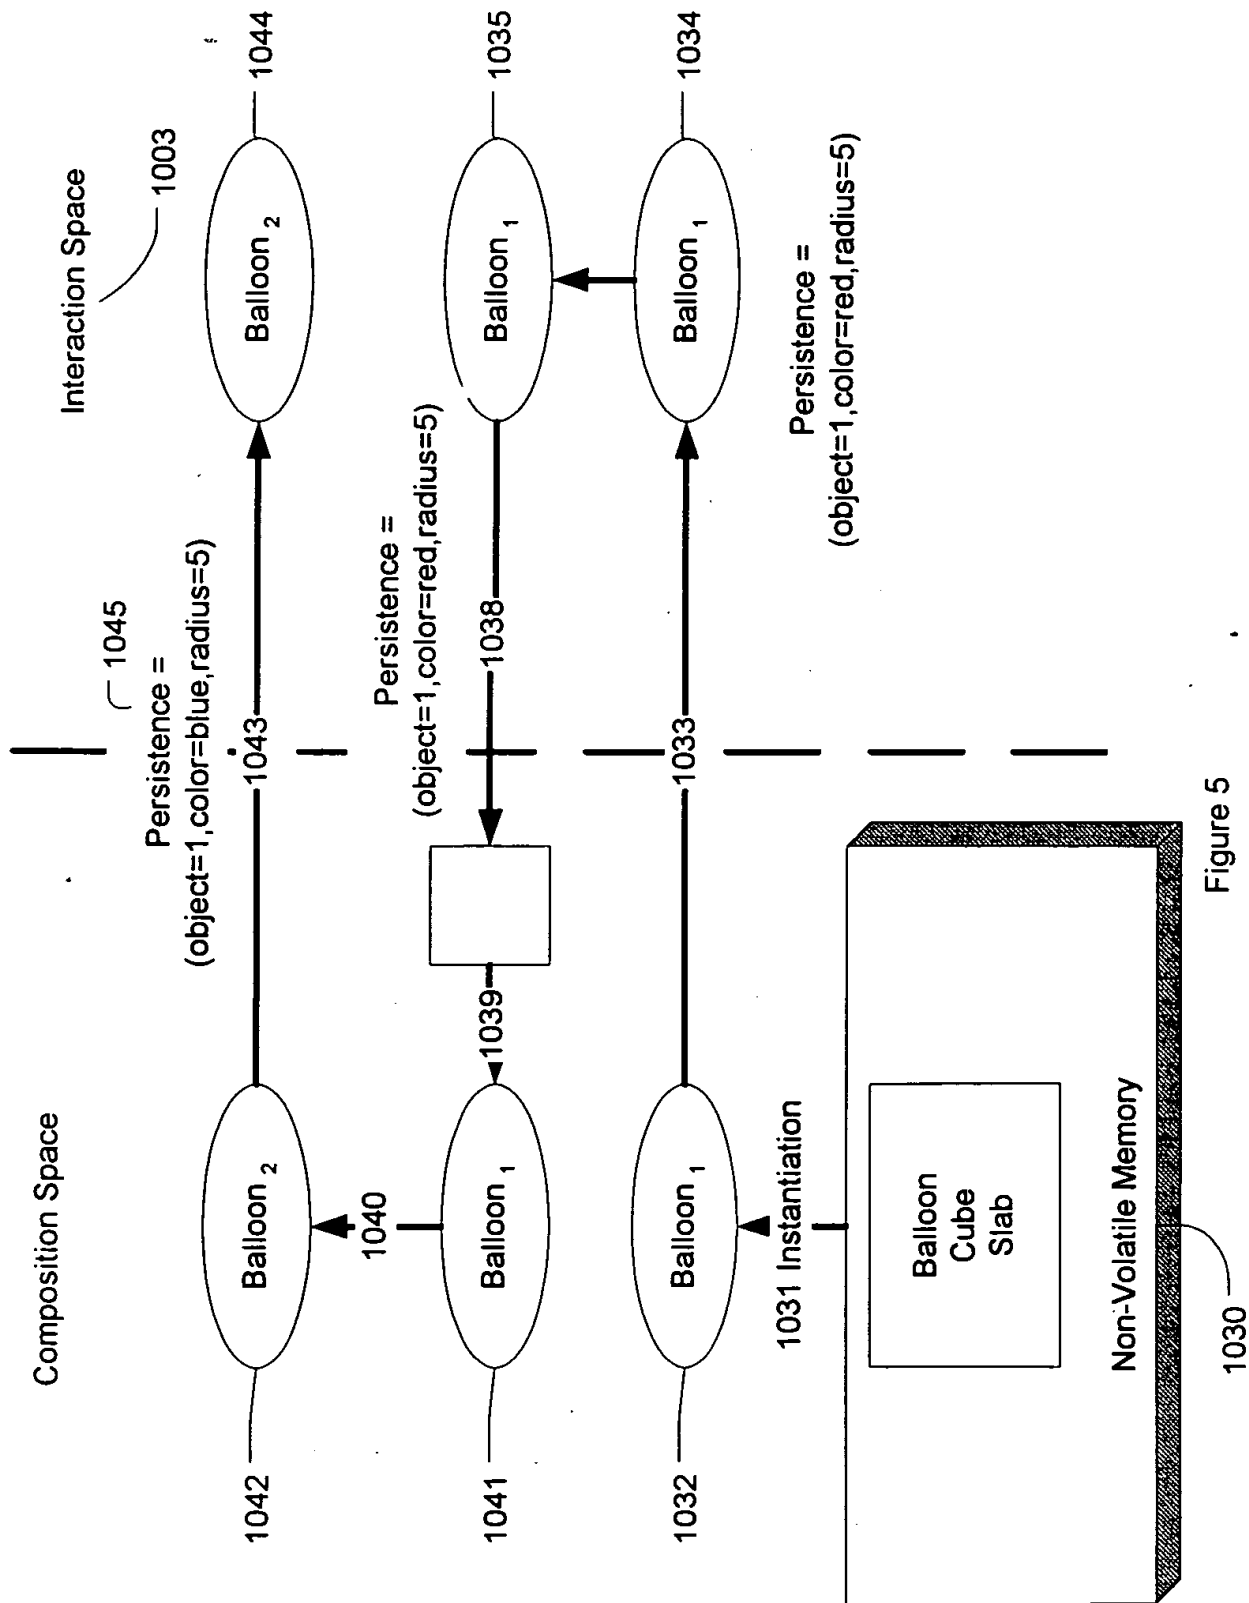 Composition Space
Interaction Space
1003
1045
Persistence =
(object=1,color=blue,radius=5)
1042
Balloon 2
1043
Balloon 2
1044
1040
Persistence =
(object=1,color=red,radius=5)
1041
Balloon 1
1039
1038
Balloon 1
1035
1032
Balloon 1
1033
Balloon 1
1034
1031 Instantiation
Persistence =
(object=1,color=red,radius=5)
Balloon
Cube
Slab
Non-Volatile Memory
1030
Figure 5